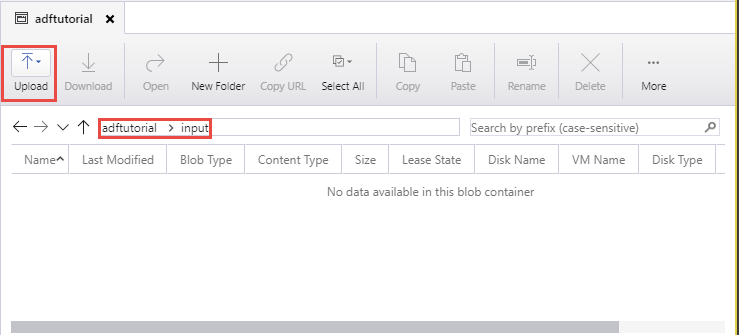 adftutorial
Upload Download Open New Folder Copy URL Select All Copy Paste Rename Delete More
adftutorial input Search by prefix (case-sensitive)
Name Last Modified Blob Type Content Type Size Lease State Disk Name VM Name Disk Type
No data available in this blob container